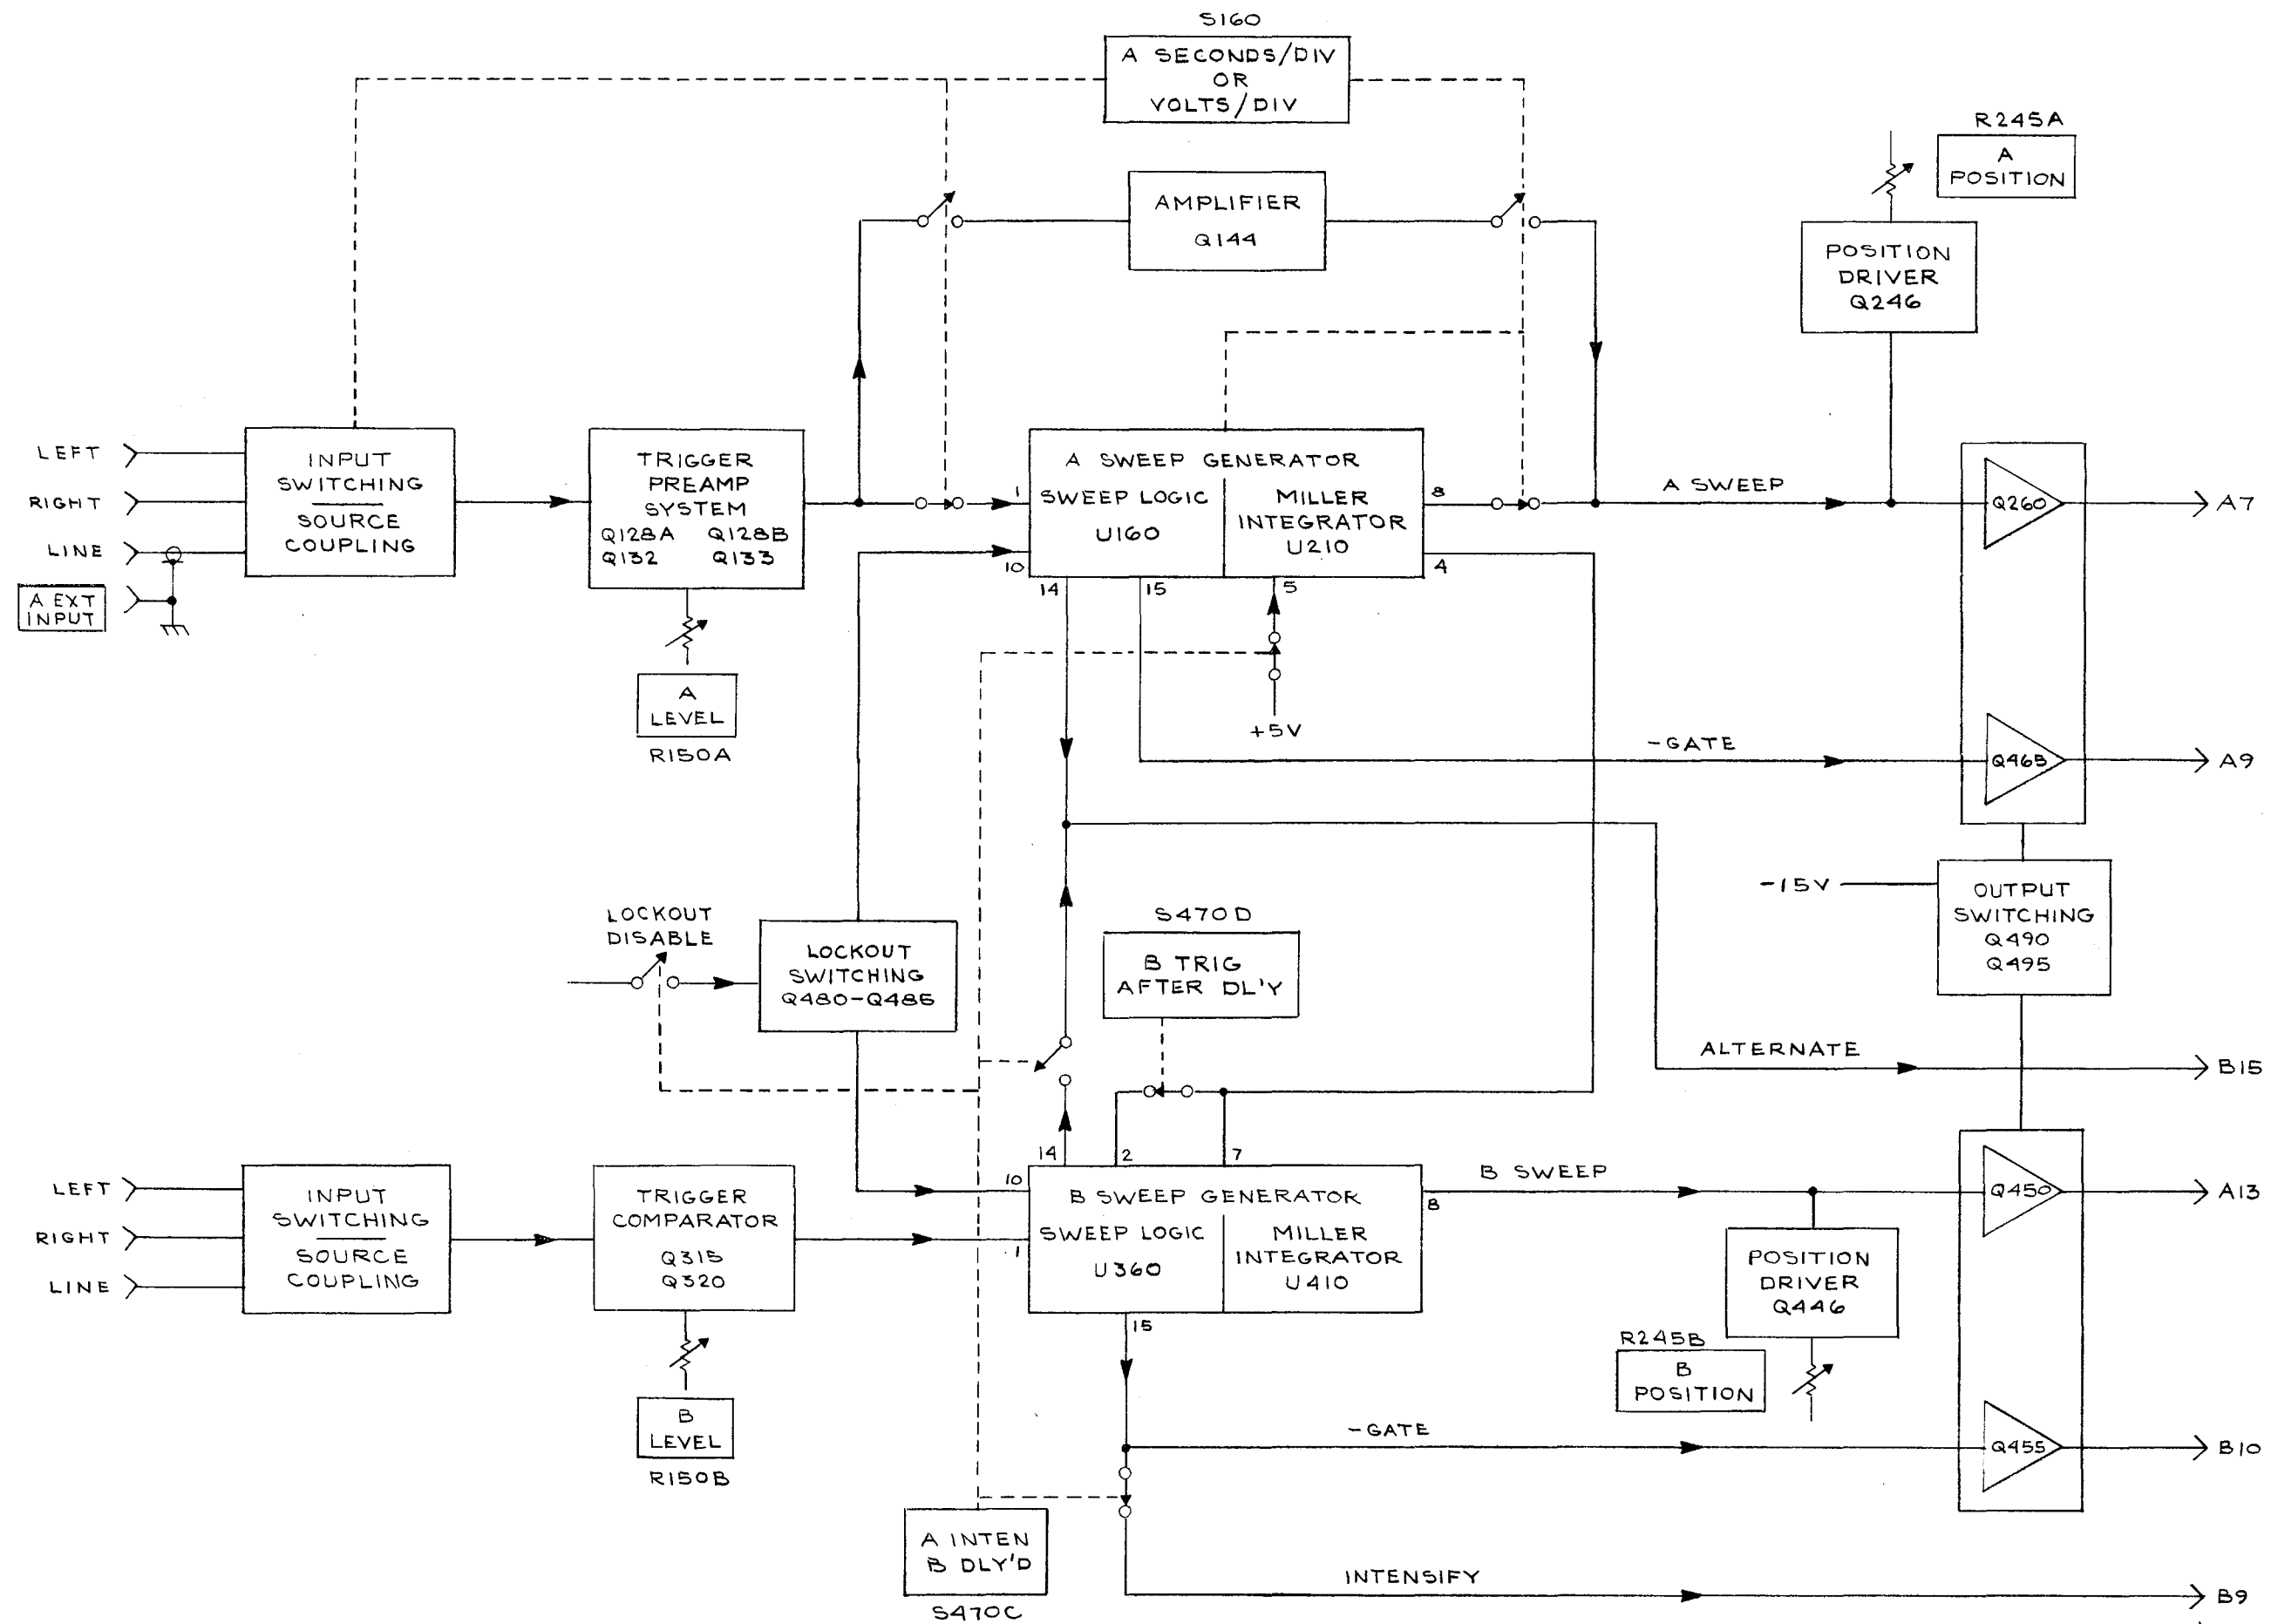 S160
A SECONDS/DIV
OR
VOLTS/DIV
R245A
A
POSITION
AMPLIFIER
Q144
POSITION
DRIVER
Q246
LEFT
RIGHT
LINE
A EXT
INPUT
INPUT
SWITCHING
SOURCE
COUPLING
TRIGGER
PREAMP
SYSTEM
Q128A Q128B
Q132 Q133
A
LEVEL
R150A
A SWEEP GENERATOR
SWEEP LOGIC
U160
MILLER
INTEGRATOR
U210
1
10
14
15
5
8
4
+5V
A SWEEP
Q260
A7
-GATE
Q465
A9
-15V
OUTPUT
SWITCHING
Q490
Q495
LOCKOUT
DISABLE
LOCKOUT
SWITCHING
Q480-Q485
S470D
B TRIG
AFTER DL'Y
ALTERNATE
B15
LEFT
RIGHT
LINE
INPUT
SWITCHING
SOURCE
COUPLING
TRIGGER
COMPARATOR
Q315
Q320
B
LEVEL
R150B
14
2
7
10
1
8
15
B SWEEP GENERATOR
SWEEP LOGIC
U360
MILLER
INTEGRATOR
U410
B SWEEP
Q450
A13
POSITION
DRIVER
Q446
R245B
B
POSITION
-GATE
Q455
B10
A INTEN
B DLY'D
S470C
INTENSIFY
B9